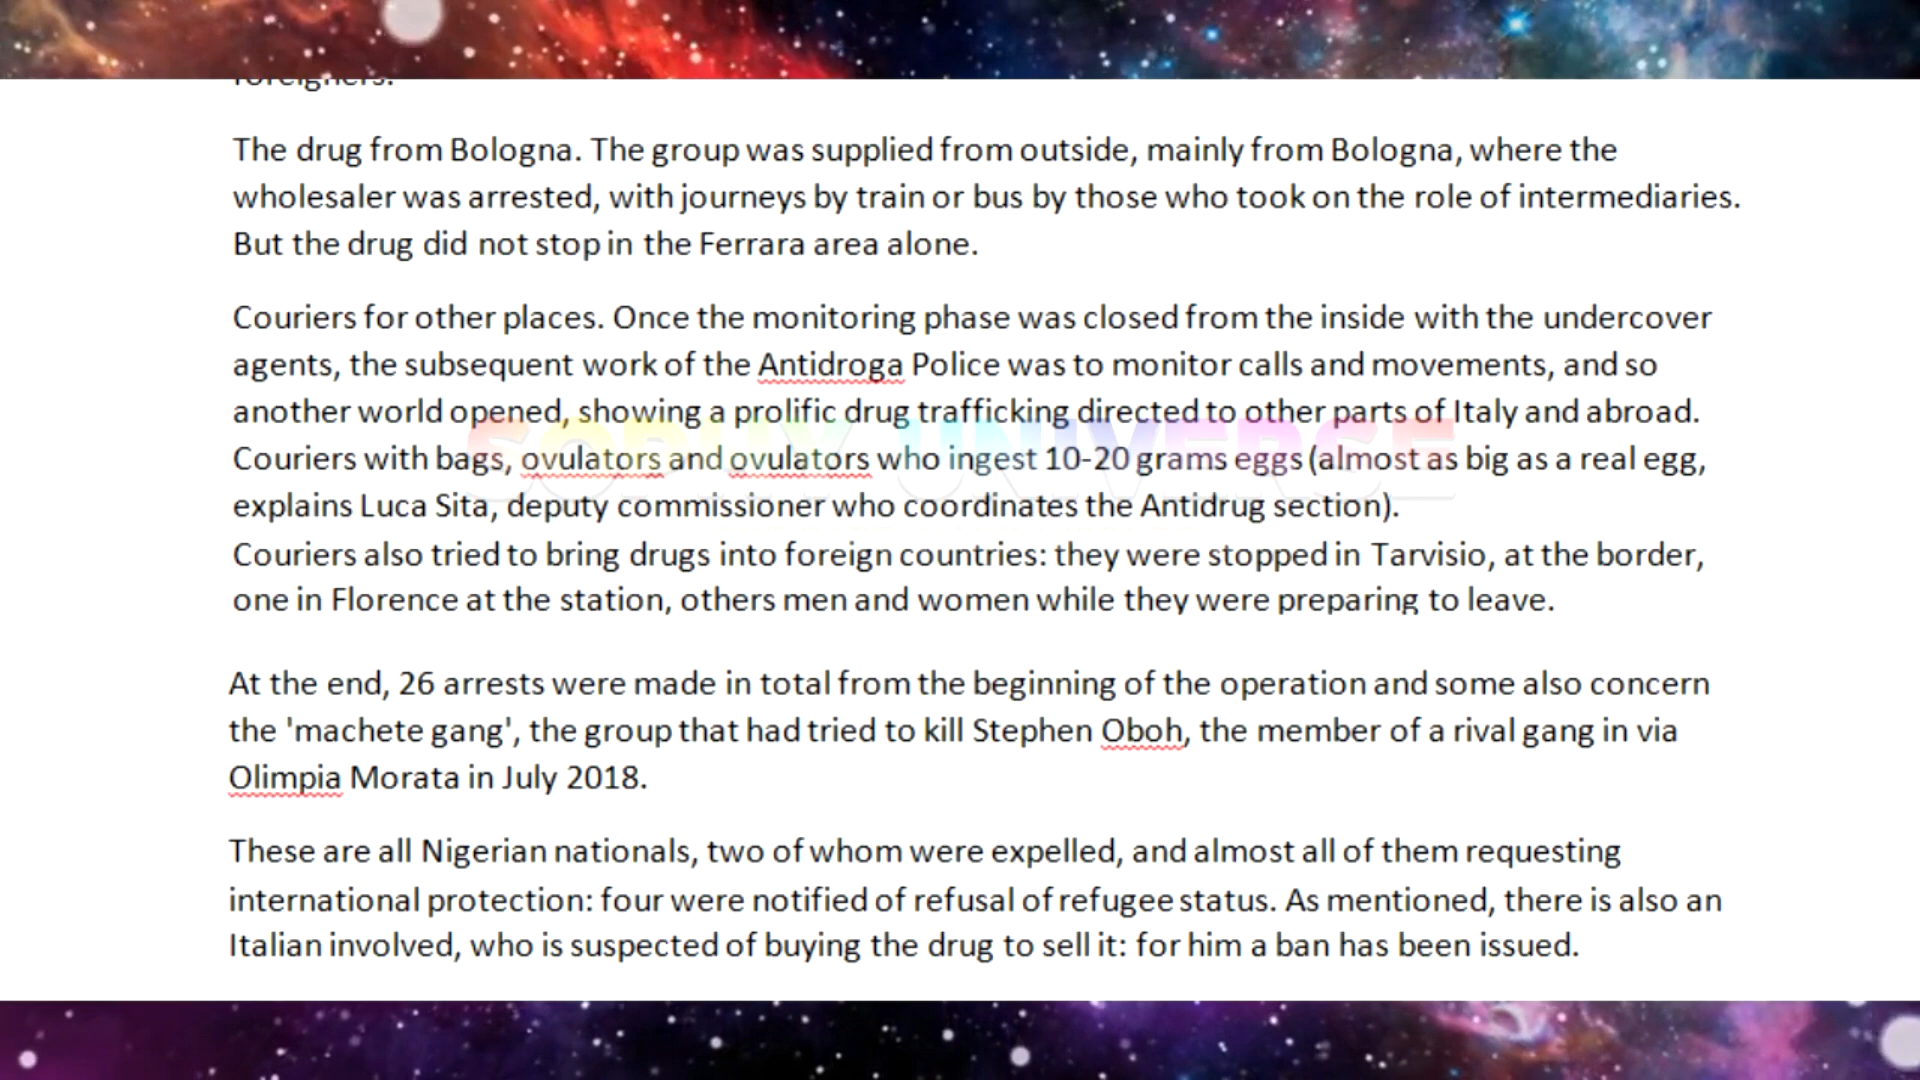 foreigners.
The drug from Bologna. The group was supplied from outside, mainly from Bologna, where the
wholesaler was arrested, with journeys by train or bus by those who took on the role of intermediaries.
But the drug did not stop in the Ferrara area alone.
Couriers for other places. Once the monitoring phase was closed from the inside with the undercover
agents, the subsequent work of the Antidroga Police was to monitor calls and movements, and so
another world opened, showing a prolific drug trafficking directed to other parts of Italy and abroad.
SOPHY UNIVERSE
Couriers with bags, ovulators and ovulators who ingest 10-20 grams eggs (almost as big as a real egg,
explains Luca Sita, deputy commissioner who coordinates the Antidrug section).
Couriers also tried to bring drugs into foreign countries: they were stopped in Tarvisio, at the border,
one in Florence at the station, others men and women while they were preparing to leave.
At the end, 26 arrests were made in total from the beginning of the operation and some also concern
the 'machete gang', the group that had tried to kill Stephen Oboh, the member of a rival gang in via
Olimpia Morata in July 2018.
These are all Nigerian nationals, two of whom were expelled, and almost all of them requesting
international protection: four were notified of refusal of refugee status. As mentioned, there is also an
Italian involved, who is suspected of buying the drug to sell it: for him a ban has been issued.